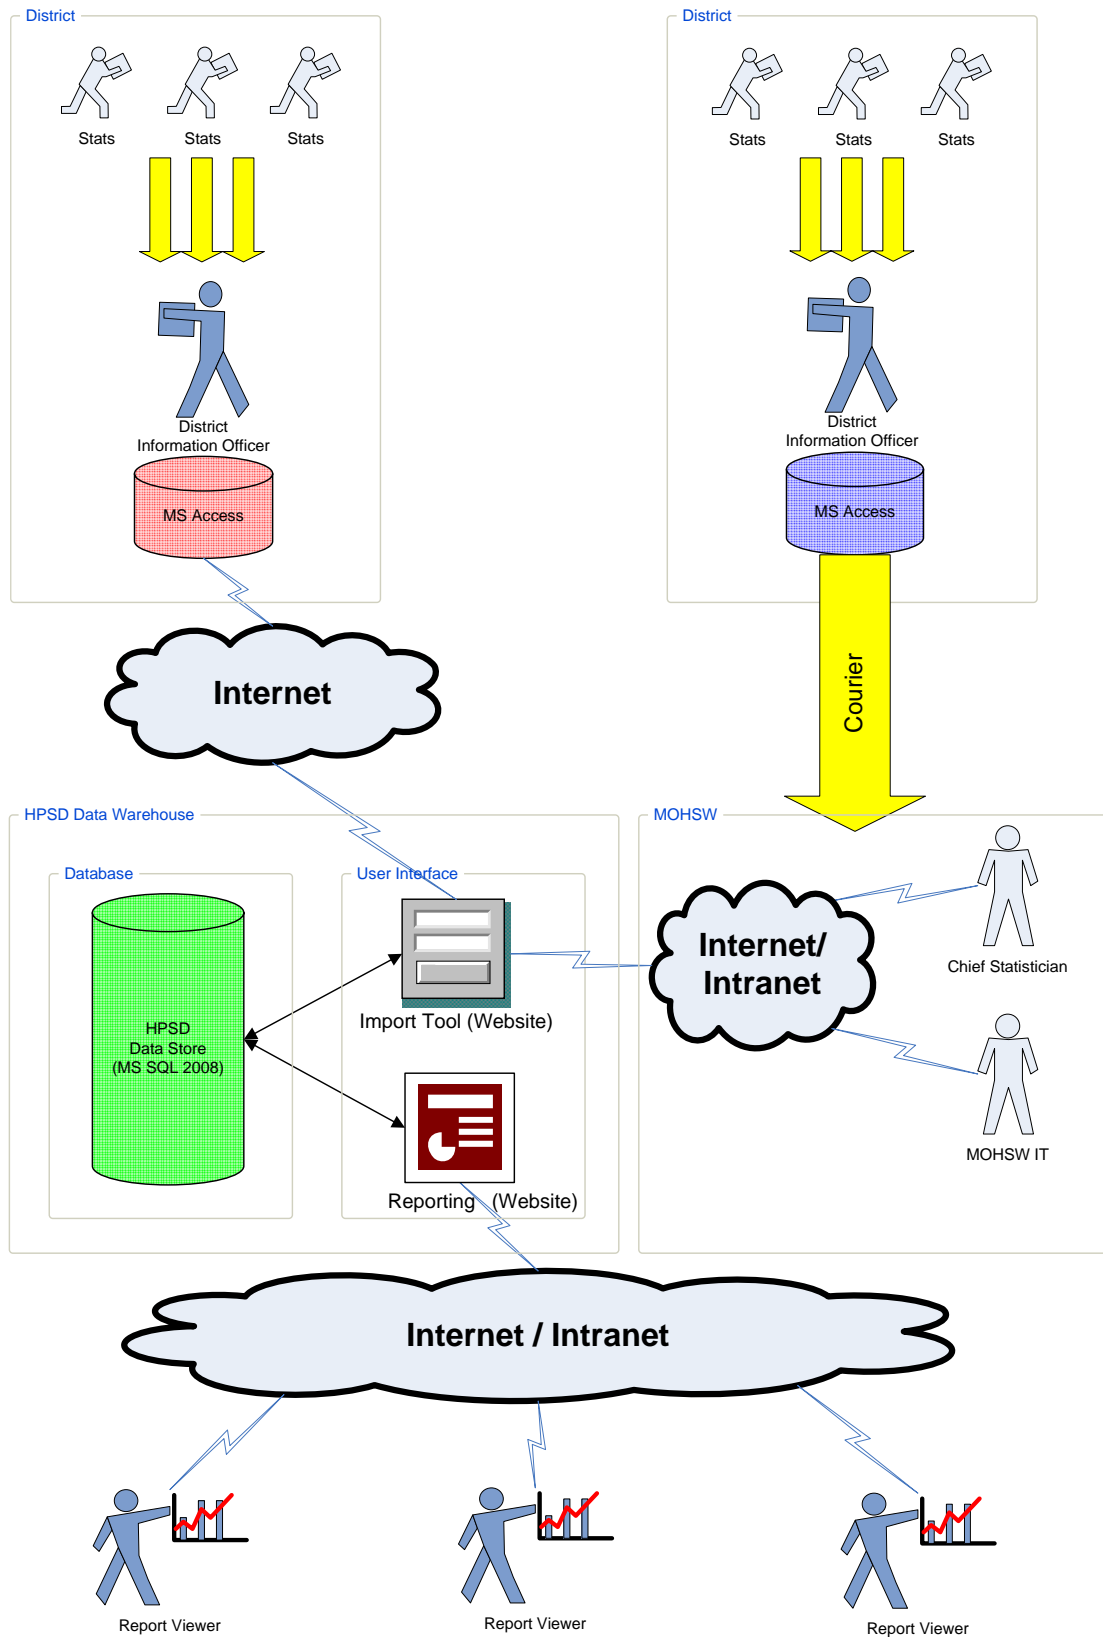 District
Stats
Stats
Stats
District
Information Officer
MS Access
District
Stats
Stats
Stats
District
Information Officer
MS Access
Internet
Courier
HPSD Data Warehouse
Database
HPSD
Data Store
(MS SQL 2008)
User Interface
Import Tool (Website)
Reporting (Website)
MOHSW
Internet/
Intranet
Chief Statistician
MOHSW IT
Internet / Intranet
Report Viewer
Report Viewer
Report Viewer